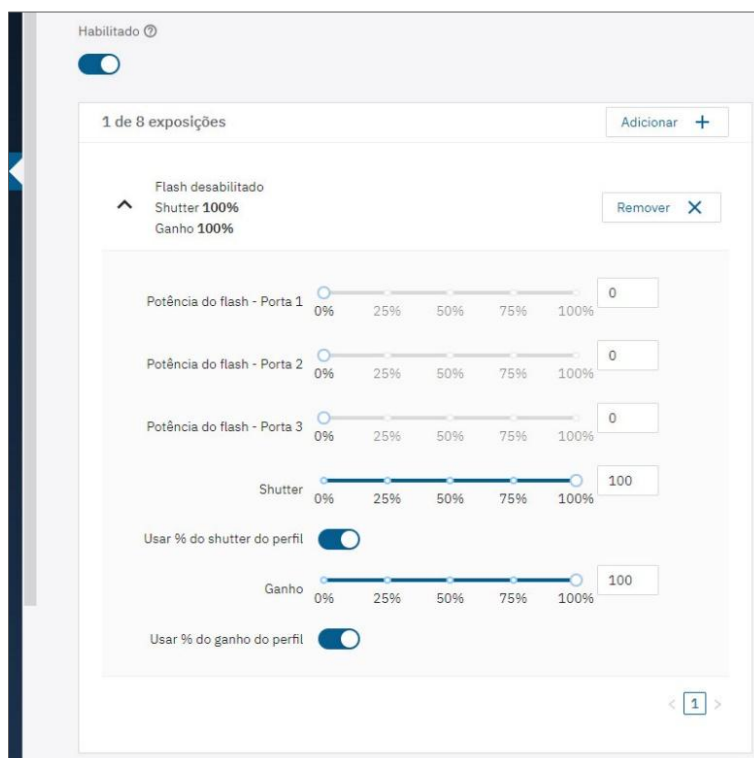 Habilitado ?
1 de 8 exposições
Adicionar +
Flash desabilitado
Shutter 100%
Ganho 100%
Remover X
Potência do flash - Porta 1
0% 25% 50% 75% 100%
0
Potência do flash - Porta 2
0% 25% 50% 75% 100%
0
Potência do flash - Porta 3
0% 25% 50% 75% 100%
0
Shutter
0% 25% 50% 75% 100%
100
Usar % do shutter do perfil
Ganho
0% 25% 50% 75% 100%
100
Usar % do ganho do perfil
< 1 >